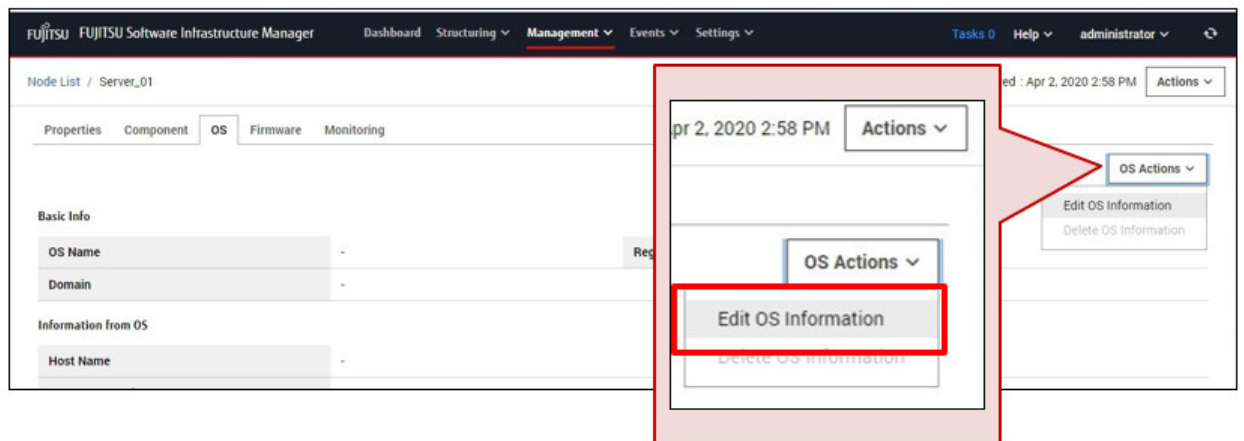 FUJITSU FUJITSU Software Infrastructure Manager Dashboard Structuring Management Events Settings Tasks 0 Help administrator
Node List / Server_01 ed : Apr 2, 2020 2:58 PM Actions
Properties Component OS Firmware Monitoring
OS Actions
Edit OS Information
Delete OS Information
Basic Info
OS Name - Reg
Domain -
Information from OS
Host Name -
pr 2, 2020 2:58 PM Actions
OS Actions
Edit OS Information
Delete OS Information